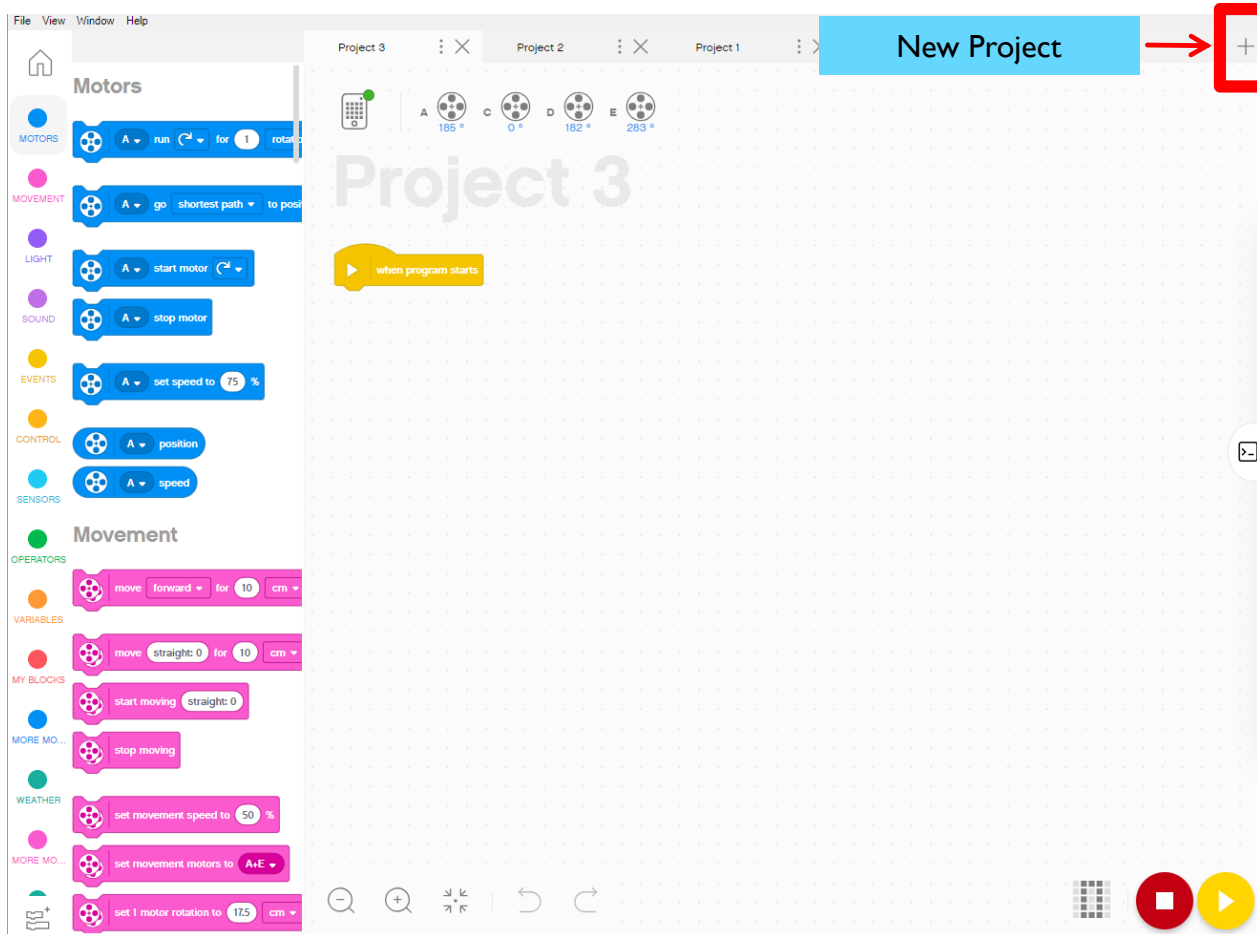 File View Window Help
Project 3
Project 2
Project 1
New Project
MOTORS
MOVEMENT
LIGHT
SOUND
EVENTS
CONTROL
SENSORS
OPERATORS
VARIABLES
MY BLOCKS
MORE MO...
WEATHER
MORE MO...
Motors
A run for 1
A go shortest path to
A start motor
A stop motor
A set speed to 75 %
A position
A speed
Movement
move forward for 10 cm
move straight: 0 for 10 cm
start moving straight: 0
stop moving
set movement speed to 50 %
set movement motors to A+E
set 1 motor rotation to 17.5 cm
A C D E
185 ° 0 ° 182 ° 283 °
Project 3
when program starts
0